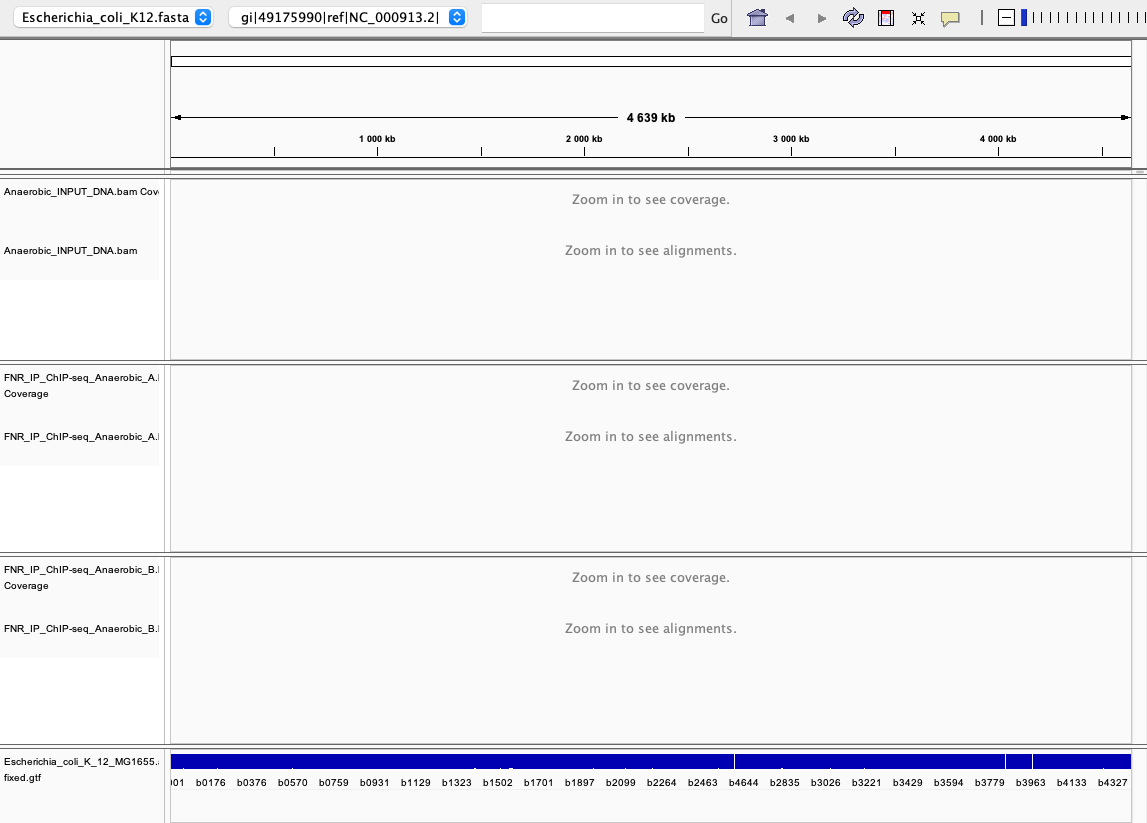 Escherichia_coli_K12.fasta gi|49175990|ref|NC_000913.2| Go
4 639 kb
1 000 kb 2 000 kb 3 000 kb 4 000 kb
Anaerobic_INPUT_DNA.bam Cov
Zoom in to see coverage.
Anaerobic_INPUT_DNA.bam
Zoom in to see alignments.
FNR_IP_ChIP-seq_Anaerobic_A.
Coverage
Zoom in to see coverage.
FNR_IP_ChIP-seq_Anaerobic_A.
Zoom in to see alignments.
FNR_IP_ChIP-seq_Anaerobic_B.
Coverage
Zoom in to see coverage.
FNR_IP_ChIP-seq_Anaerobic_B.
Zoom in to see alignments.
Escherichia_coli_K_12_MG1655.
fixed.gtf
001 b0176 b0376 b0570 b0759 b0931 b1129 b1323 b1502 b1701 b1897 b2099 b2264 b2463 b4644 b2835 b3026 b3221 b3429 b3594 b3779 b3963 b4133 b4327